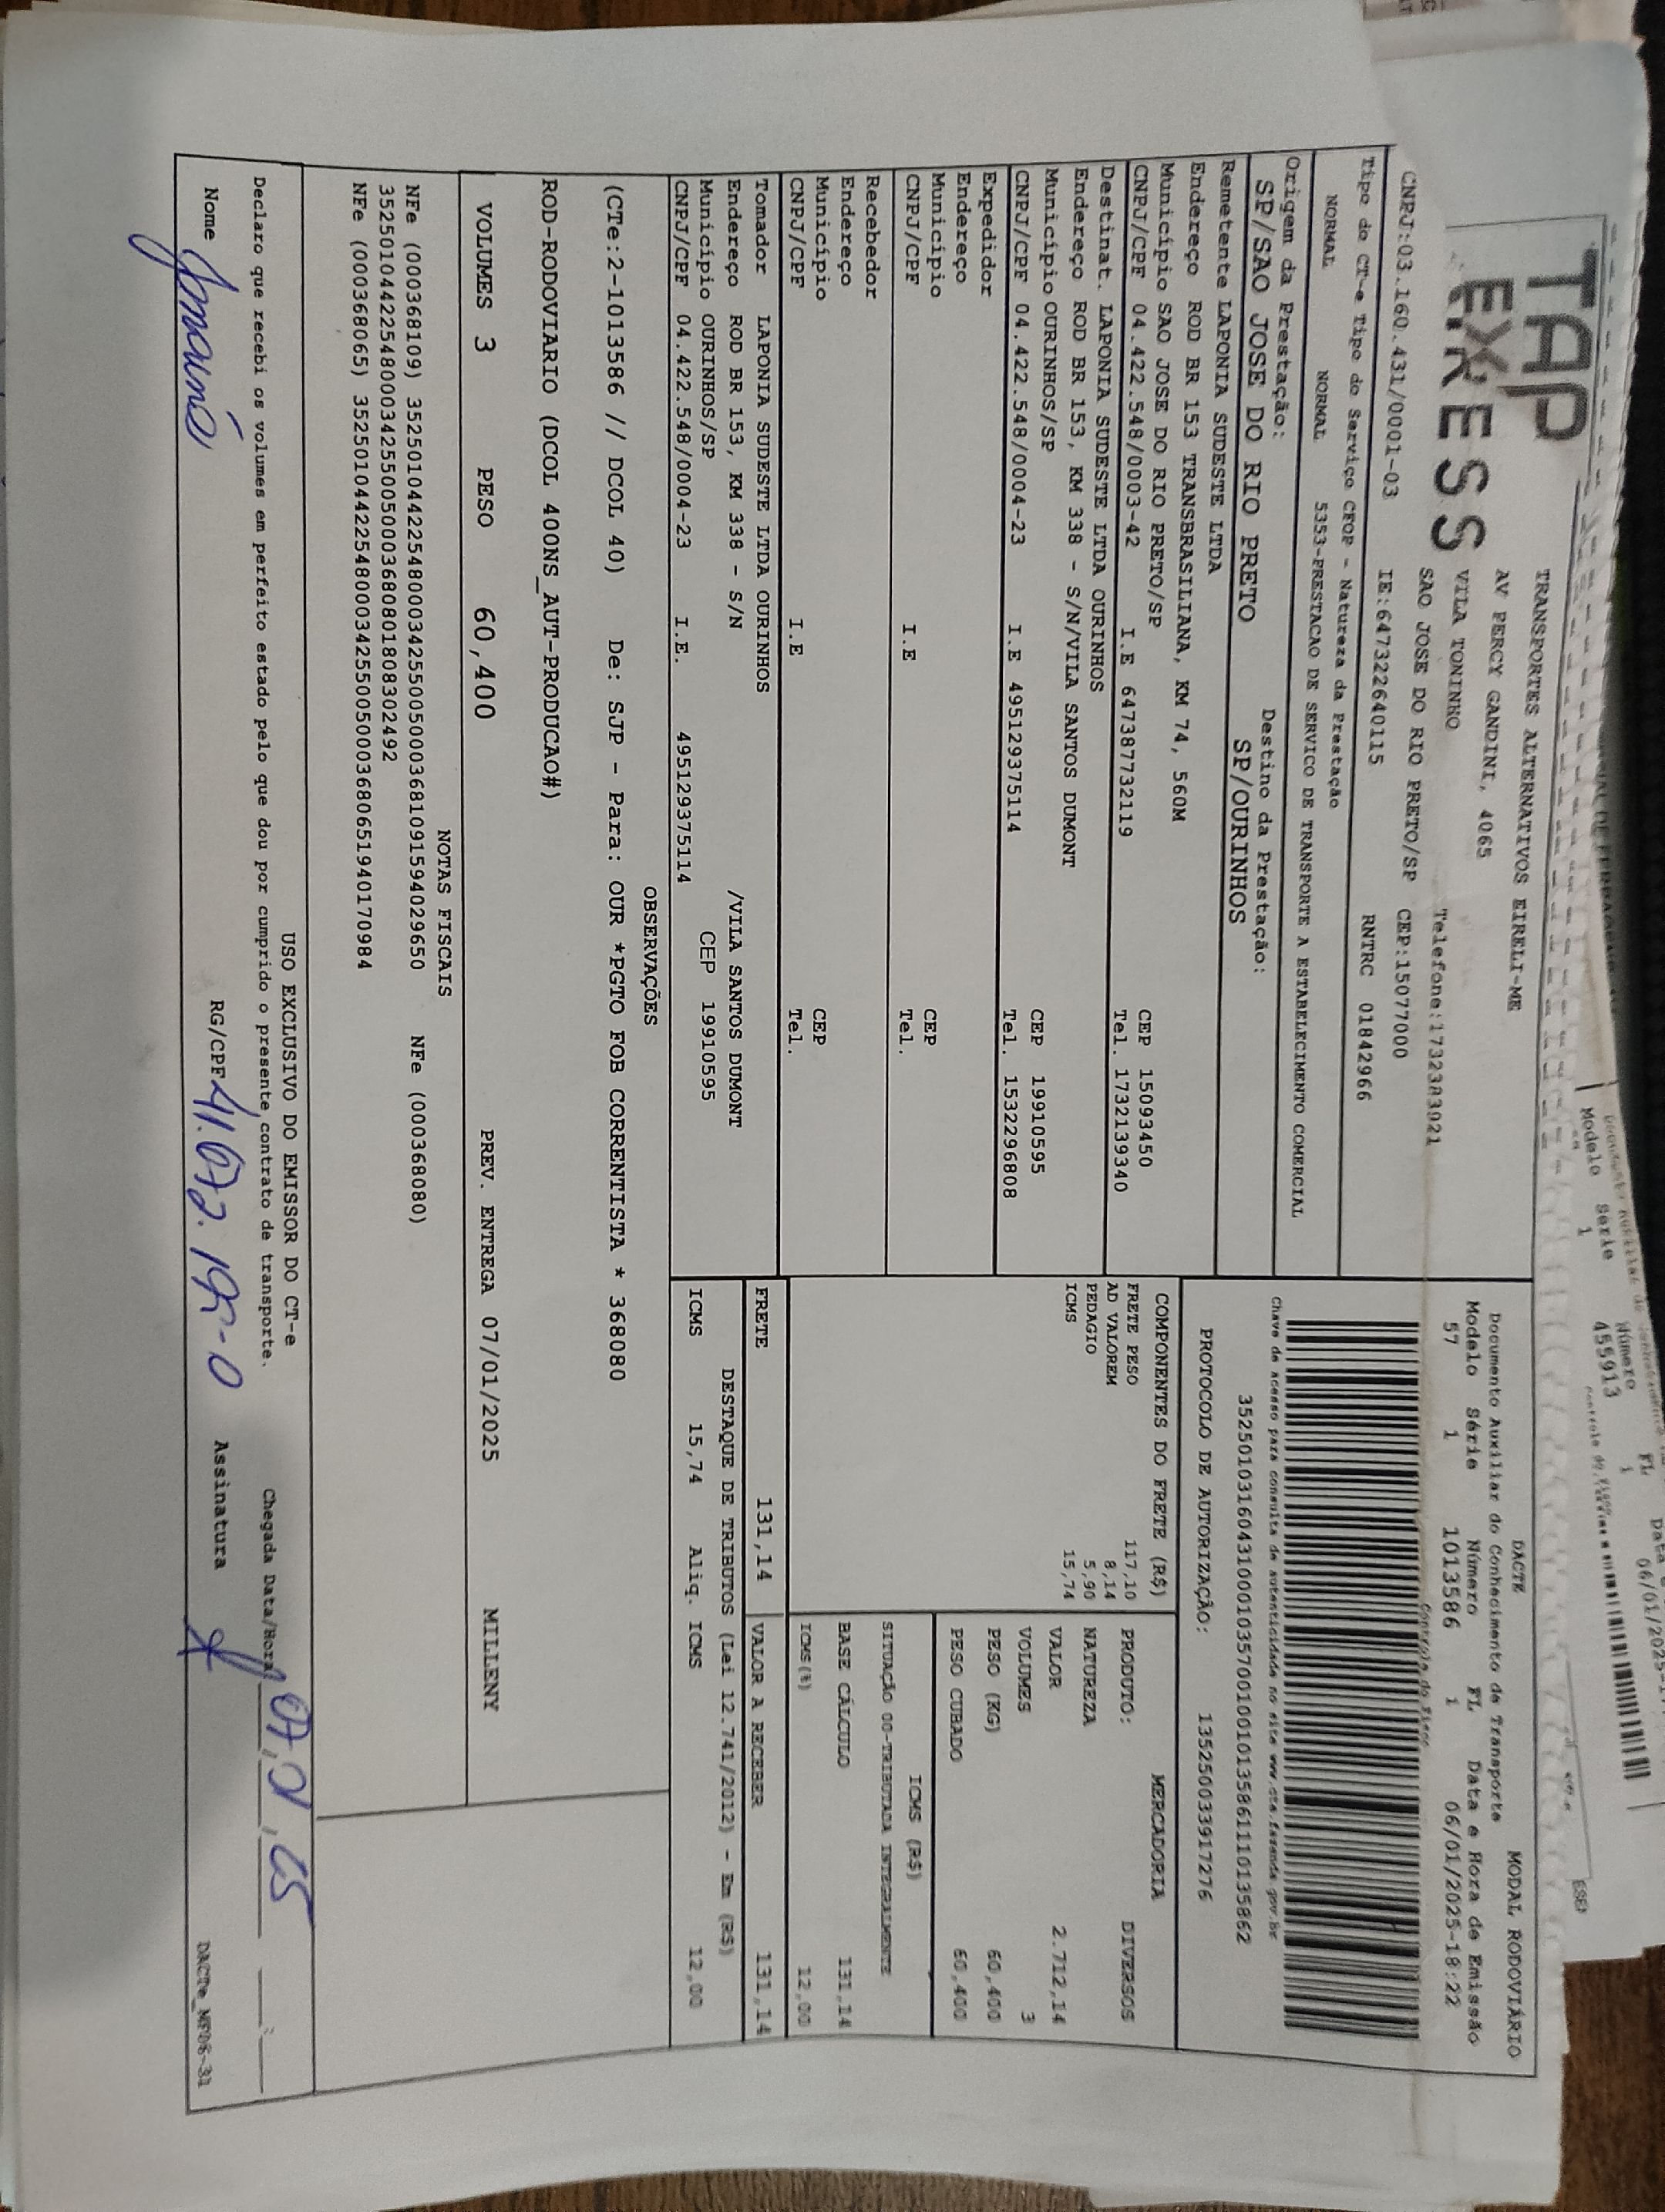 TAP
EXPRESS
TRANSPORTES ALTERNATIVOS EIRELI-ME
AV PERCY GANDINI, 4065
VILA TONINHO
Telefone:1732383021
SAO JOSE DO RIO PRETO/SP CEP:15077000
CNPJ:03.160.431/0001-03 IE:647322640115 RNTRC 01842966
Tipo do CT-e Tipo do Serviço CFOP - Natureza da Prestação
NORMAL NORMAL 5353-PRESTACAO DE SERVICO DE TRANSPORTE A ESTABELECIMENTO COMERCIAL
Origem da Prestação: Destino da Prestação:
SP/SAO JOSE DO RIO PRETO SP/OURINHOS
Remetente LAPONIA SUDESTE LTDA
Endereço ROD BR 153 TRANSBRASILIANA, KM 74, 560M
Município SAO JOSE DO RIO PRETO/SP CEP 15093450
CNPJ/CPF 04.422.548/0003-42 I.E 647387732119 Tel. 1732139340
Destinat. LAPONIA SUDESTE LTDA OURINHOS
Endereço ROD BR 153, KM 338 - S/N/VILA SANTOS DUMONT
Município OURINHOS/SP CEP 19910595
CNPJ/CPF 04.422.548/0004-23 I.E 495129375114 Tel. 1532296808
Expedidor
Endereço
Município CEP
CNPJ/CPF I.E Tel.
Recebedor
Endereço
Município CEP
CNPJ/CPF I.E Tel.
Tomador LAPONIA SUDESTE LTDA OURINHOS
Endereço ROD BR 153, KM 338 - S/N /VILA SANTOS DUMONT
Município OURINHOS/SP CEP 19910595
CNPJ/CPF 04.422.548/0004-23 I.E. 495129375114
DACTE MODAL RODOVIÁRIO
Documento Auxiliar do Conhecimento de Transporte
Modelo Série Número FL Data e Hora de Emissão
57 1 1013586 1 06/01/2025-18:22
Controle do Fisco
Chave de acesso para consulta de autenticidade no site www.cte.fazenda.gov.br
35250103160431000103570010010135861110135862
PROTOCOLO DE AUTORIZAÇÃO: 135250033917276
COMPONENTES DO FRETE (R$)
FRETE PESO 117,10
AD VALOREM 8,14
PEDAGIO 5,90
ICMS 15,74
MERCADORIA
PRODUTO: DIVERSOS
NATUREZA
VALOR 2.712,14
VOLUMES 3
PESO (KG) 60,400
PESO CUBADO 60,400
ICMS (R$)
SITUAÇÃO 00-TRIBUTADA INTEGRALMENTE
BASE CÁLCULO 131,14
ICMS(%) 12,00
FRETE 131,14 VALOR A RECEBER 131,14
DESTAQUE DE TRIBUTOS (Lei 12.741/2012) - Em (R$)
ICMS 15,74 Aliq. ICMS 12,00
OBSERVAÇÕES
(CTe:2-1013586 // DCOL 40) De: SJP - Para: OUR *PGTO FOB CORRENTISTA * 368080
ROD-RODOVIARIO (DCOL 400NS_AUT-PRODUCAO#)
VOLUMES 3 PESO 60,400 PREV. ENTREGA 07/01/2025 MILLENY
NOTAS FISCAIS
NFe (000368109) 35250104422548000342550050003681091594029650 NFe (000368080)
35250104422548000342550050003680801808302492
NFe (000368065) 35250104422548000342550050003680651940170984
USO EXCLUSIVO DO EMISSOR DO CT-e
Declaro que recebi os volumes em perfeito estado pelo que dou por cumprido o presente contrato de transporte. Chegada Data/Hora
Nome RG/CPF Assinatura
DACTe_MP06-31
Modelo Série Número FL
1 455913 1
06/01/2025-1